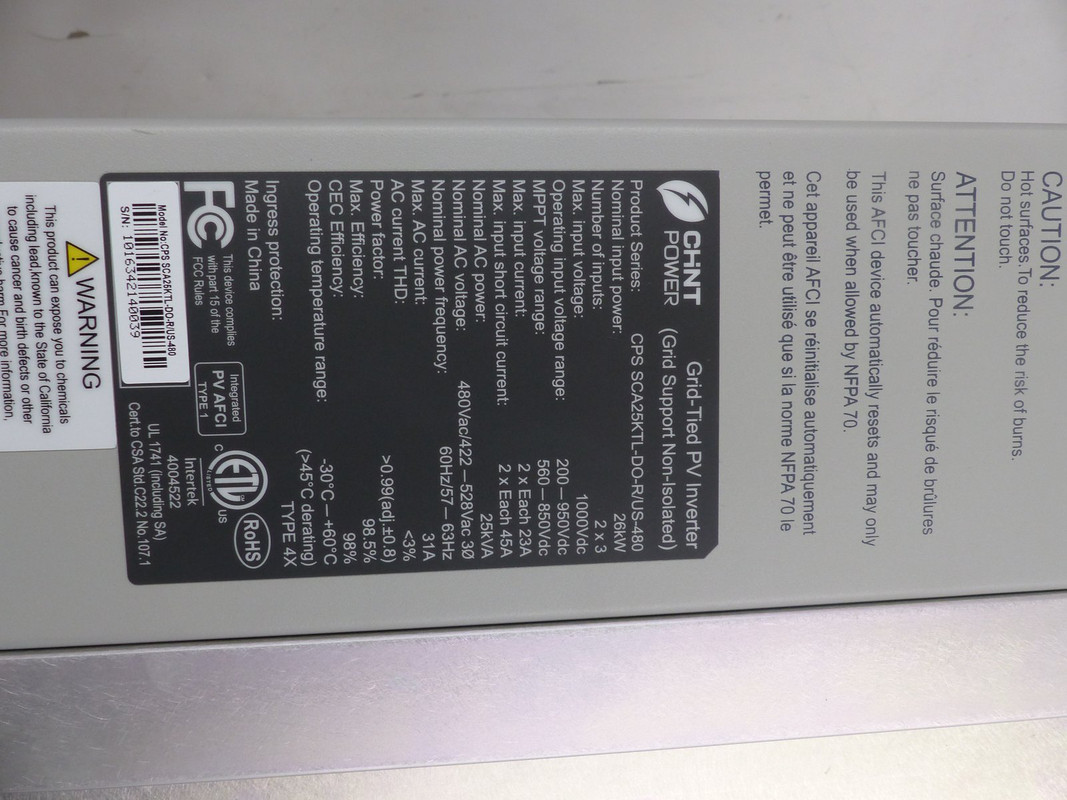 CAUTION:
Hot surfaces. To reduce the risk of burns.
Do not touch.
ATTENTION:
Surface chaude. Pour réduire le risqué de brûlures
ne pas toucher.
This AFCI device automatically resets and may only
be used when allowed by NFPA 70.
Cet appareil AFCI se réinitialise automatiquement
et ne peut être utilisé que si la norme NFPA 70 le
permet.
CHNT
POWER
Grid-Tied PV Inverter
(Grid Support Non-Isolated)
Product Series: CPS SCA25KTL-DO-R/US-480
Nominal input power: 26kW
Number of inputs: 2 x 3
Max. input voltage: 1000Vdc
Operating input voltage range: 200—950Vdc
MPPT voltage range: 560—850Vdc
Max. input current: 2 x Each 23A
Max. input short circuit current: 2 x Each 45A
Nominal AC power: 25kVA
Nominal AC voltage: 480Vac/422—528Vac 3Ø
Nominal power frequency: 60Hz/57—63Hz
Max. AC current: 31A
AC current THD: <3%
Power factor: >0.99(adj ±0.8)
Max. Efficiency: 98.5%
CEC Efficiency: 98%
Operating temperature range: -30°C—+60°C
(>45°C derating)
Ingress protection: TYPE 4X
Made in China
FC
This device complies
with part 15 of the
FCC Rules
Integrated
PV AFCI
TYPE 1
C ETL US
LISTED
Intertek
4004522
RoHS
UL 1741 (including SA)
Cert.to CSA Std.C22.2 No.107.1
Model No:CPS SCA25KTL-DO-R/US-480
S/N: 1016342140039
WARNING
This product can expose you to chemicals
including lead,known to the State of California
to cause cancer and birth defects or other
harm. For more information,